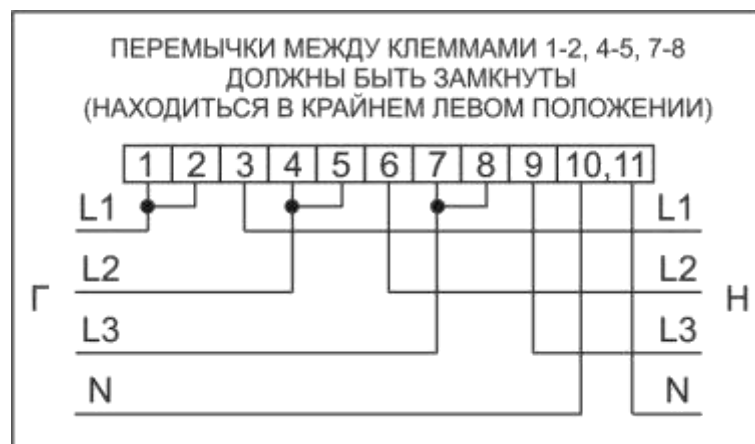 ПЕРЕМЫЧКИ МЕЖДУ КЛЕММАМИ 1-2, 4-5, 7-8
ДОЛЖНЫ БЫТЬ ЗАМКНУТЫ
(НАХОДИТЬСЯ В КРАЙНЕМ ЛЕВОМ ПОЛОЖЕНИИ)
1 2 3 4 5 6 7 8 9 10,11
L1 L1
L2 L2
Г Н
L3 L3
N N